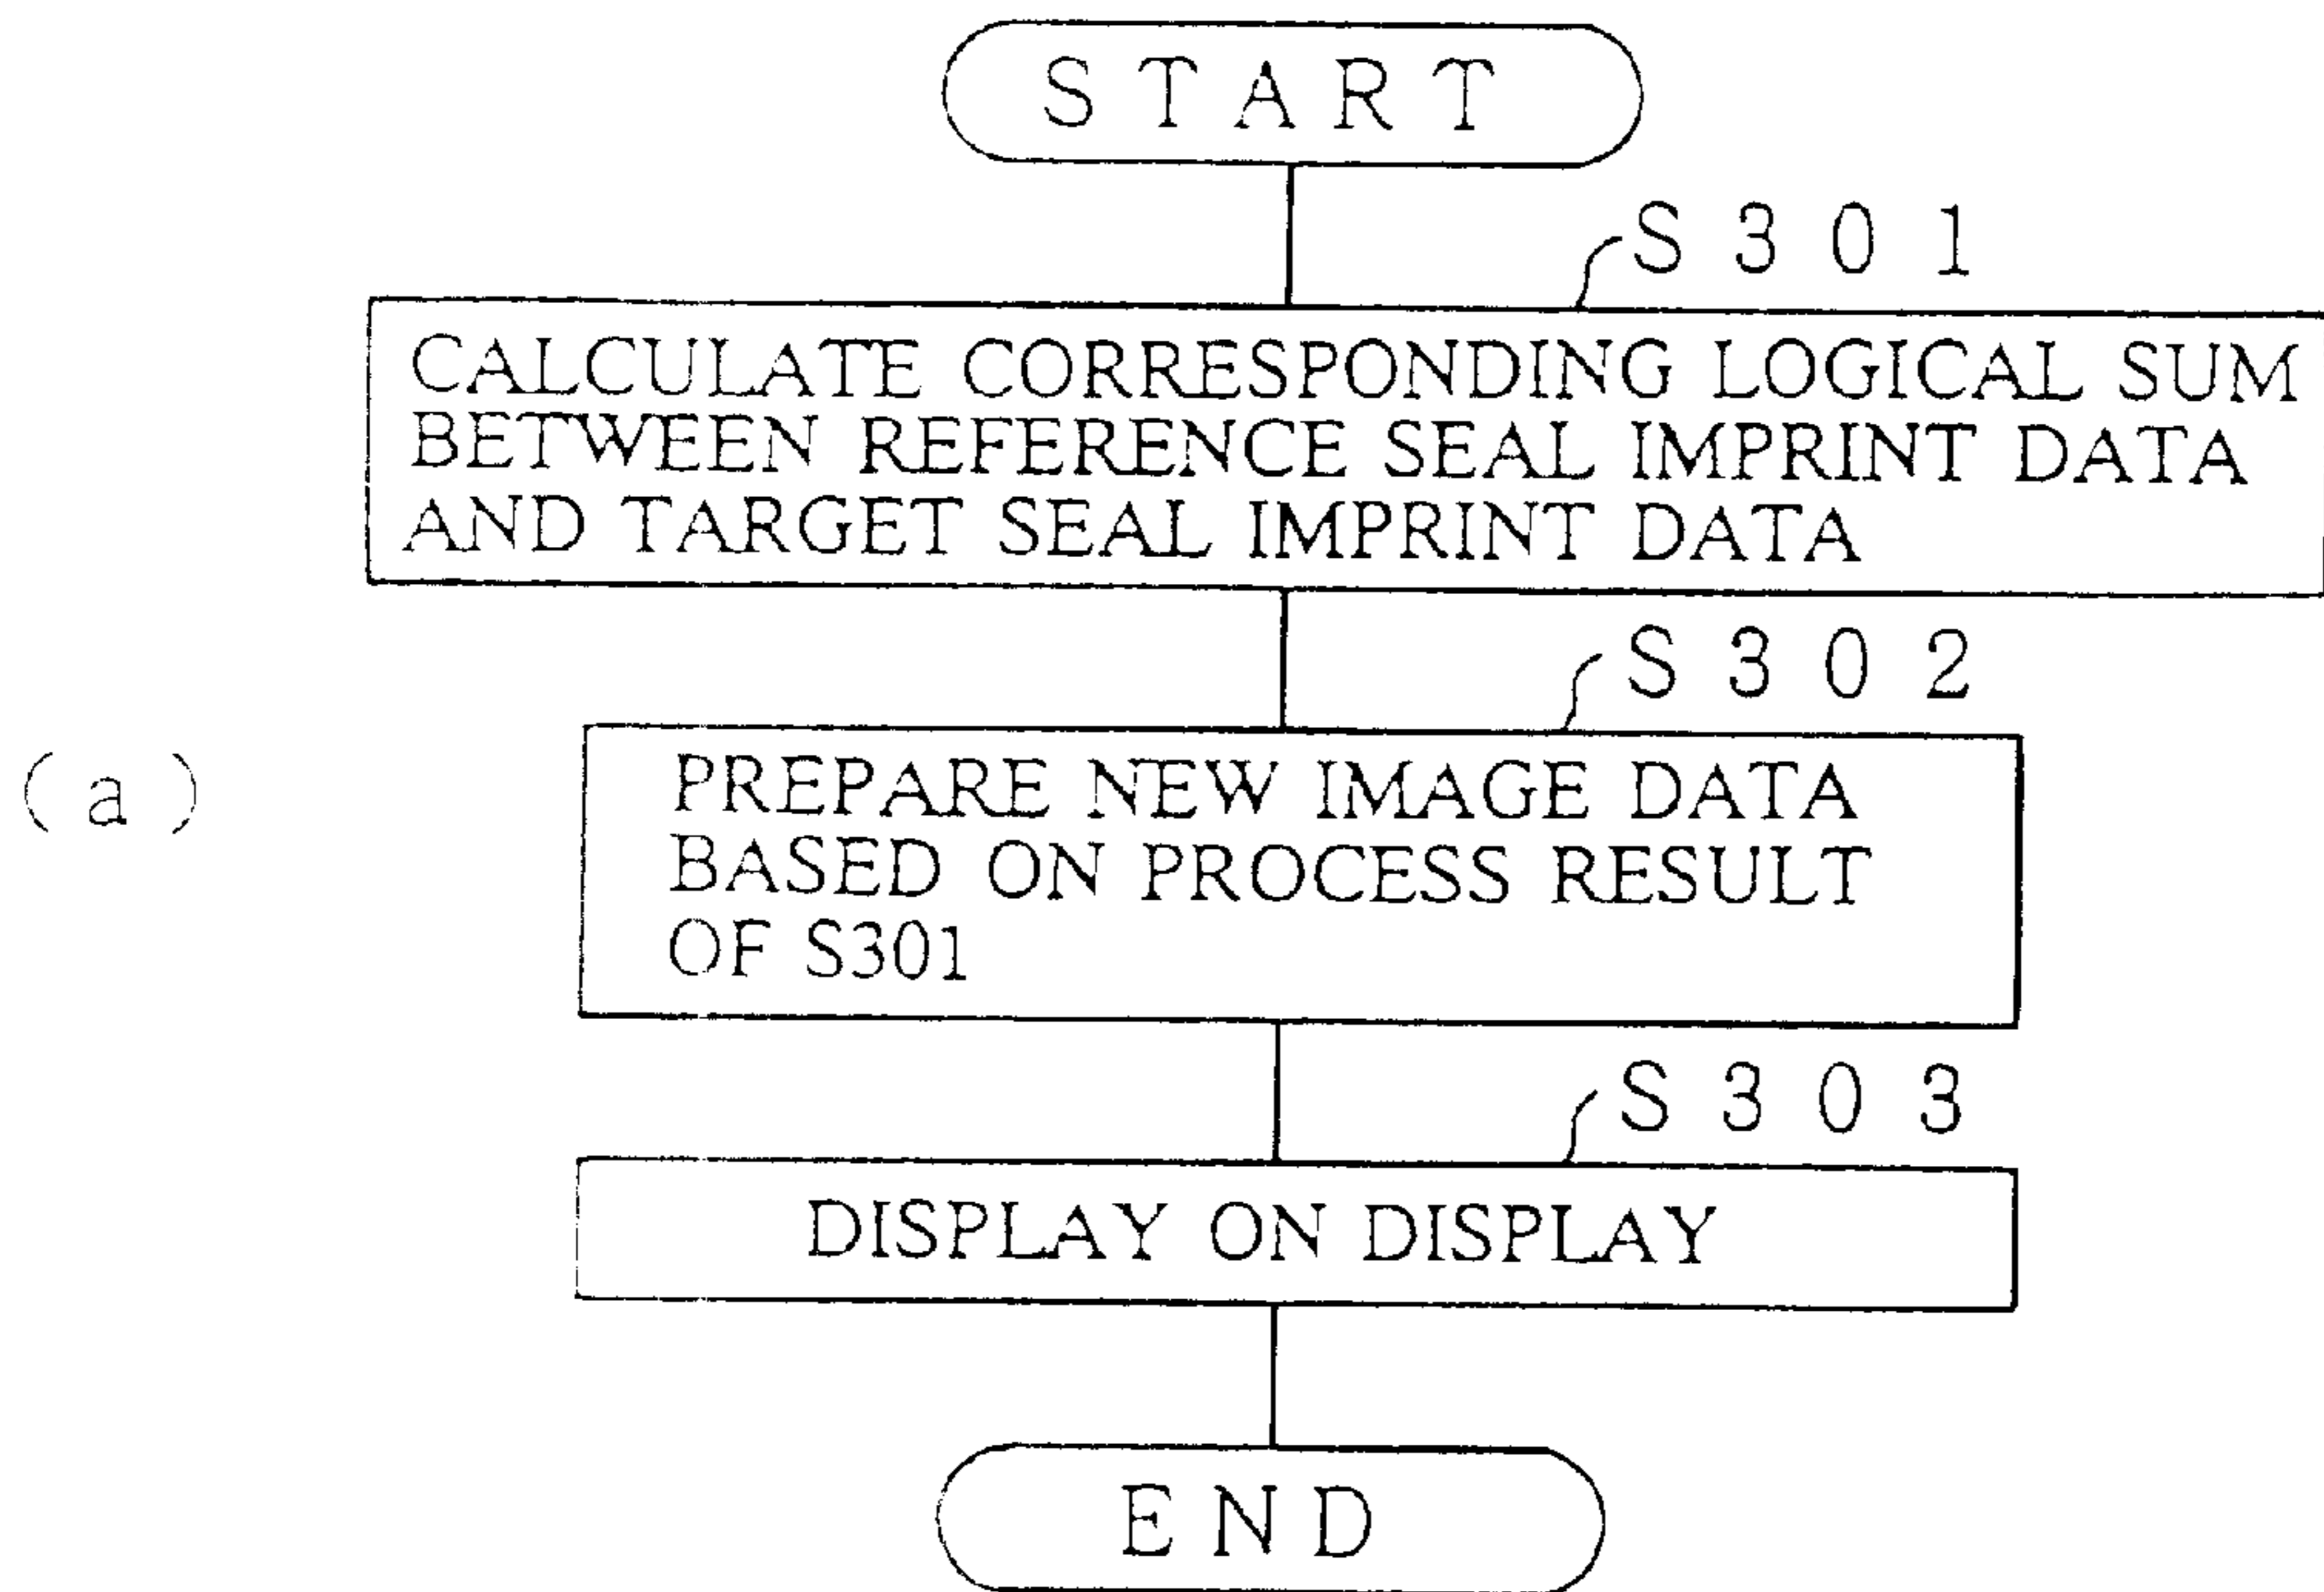 START
S301
CALCULATE CORRESPONDING LOGICAL SUM
BETWEEN REFERENCE SEAL IMPRINT DATA
AND TARGET SEAL IMPRINT DATA
S302
(a)
PREPARE NEW IMAGE DATA
BASED ON PROCESS RESULT
OF S301
S303
DISPLAY ON DISPLAY
END